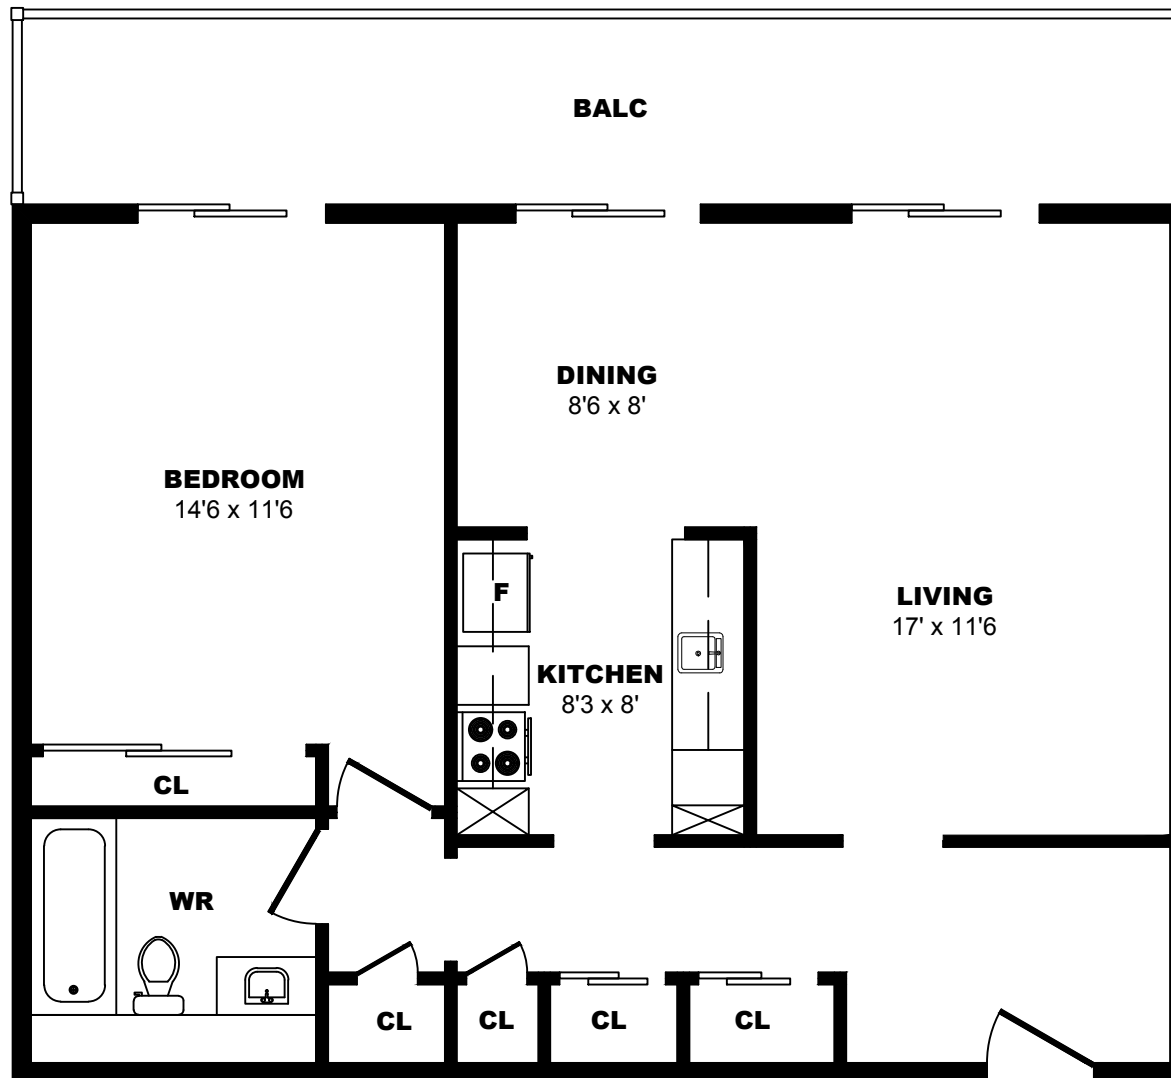 BALC
DINING
8'6 x 8'
BEDROOM
14'6 x 11'6
F
LIVING
17' x 11'6
KITCHEN
8'3 x 8'
CL
WR
CL
CL
CL
CL